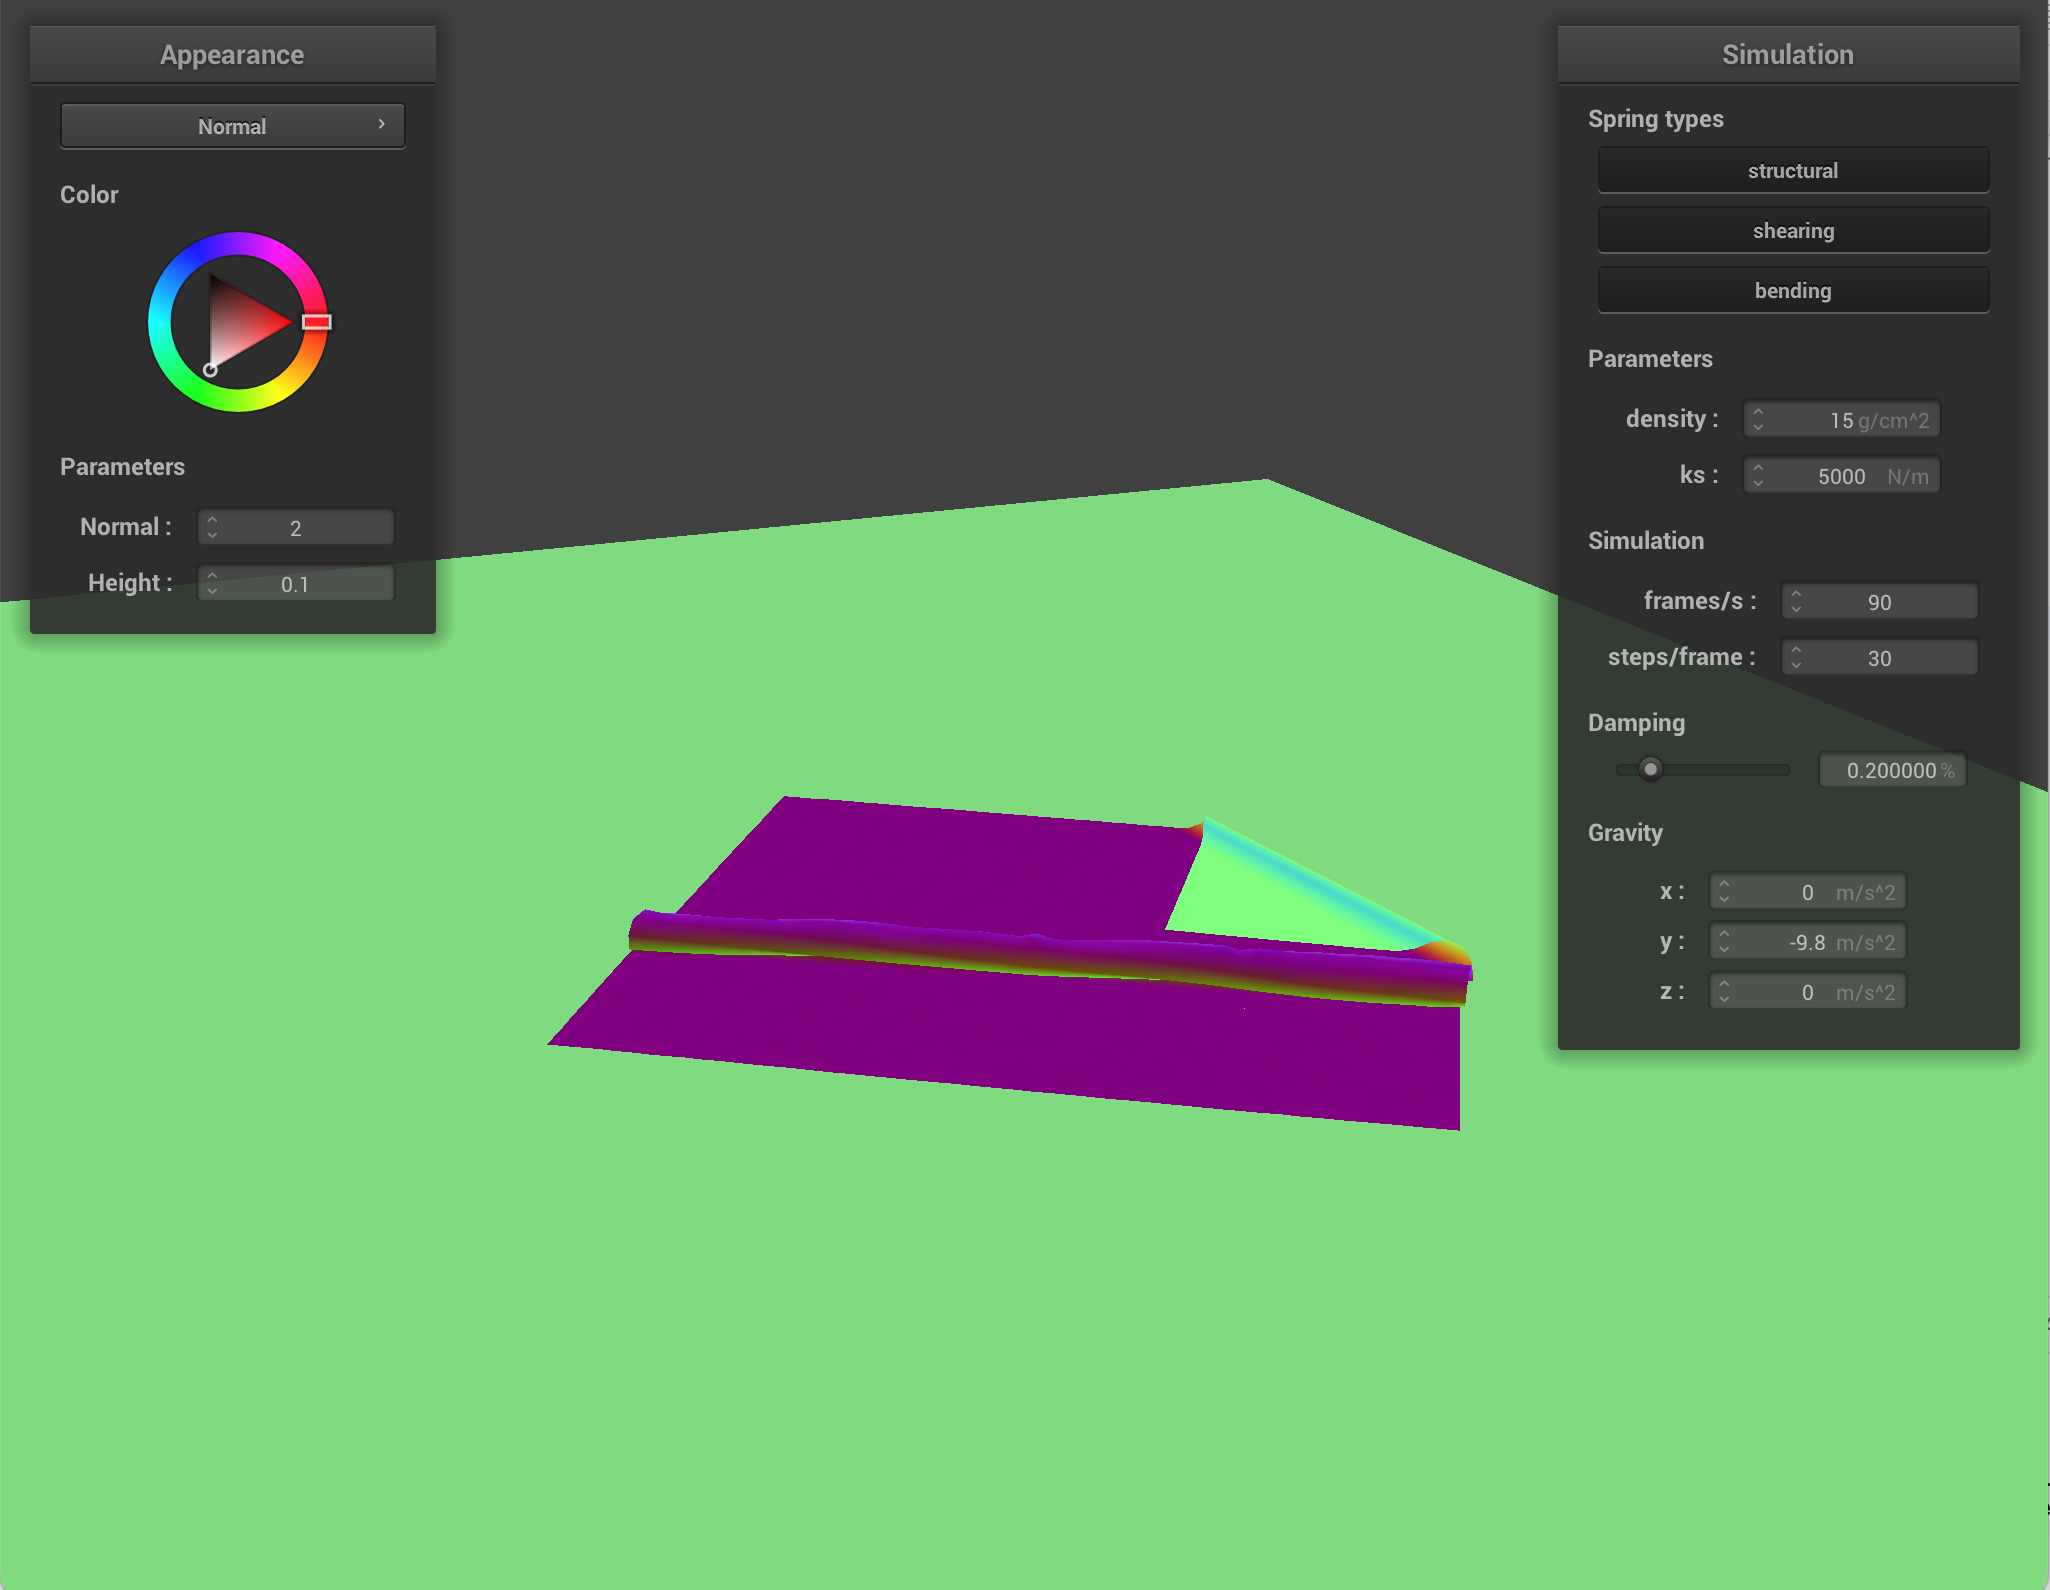 Appearance
Normal
Color
Parameters
Normal : 2
Height : 0.1
Simulation
Spring types
structural
shearing
bending
Parameters
density : 15 g/cm^2
ks : 5000 N/m
Simulation
frames/s : 90
steps/frame : 30
Damping
0.200000 %
Gravity
x : 0 m/s^2
y : -9.8 m/s^2
z : 0 m/s^2